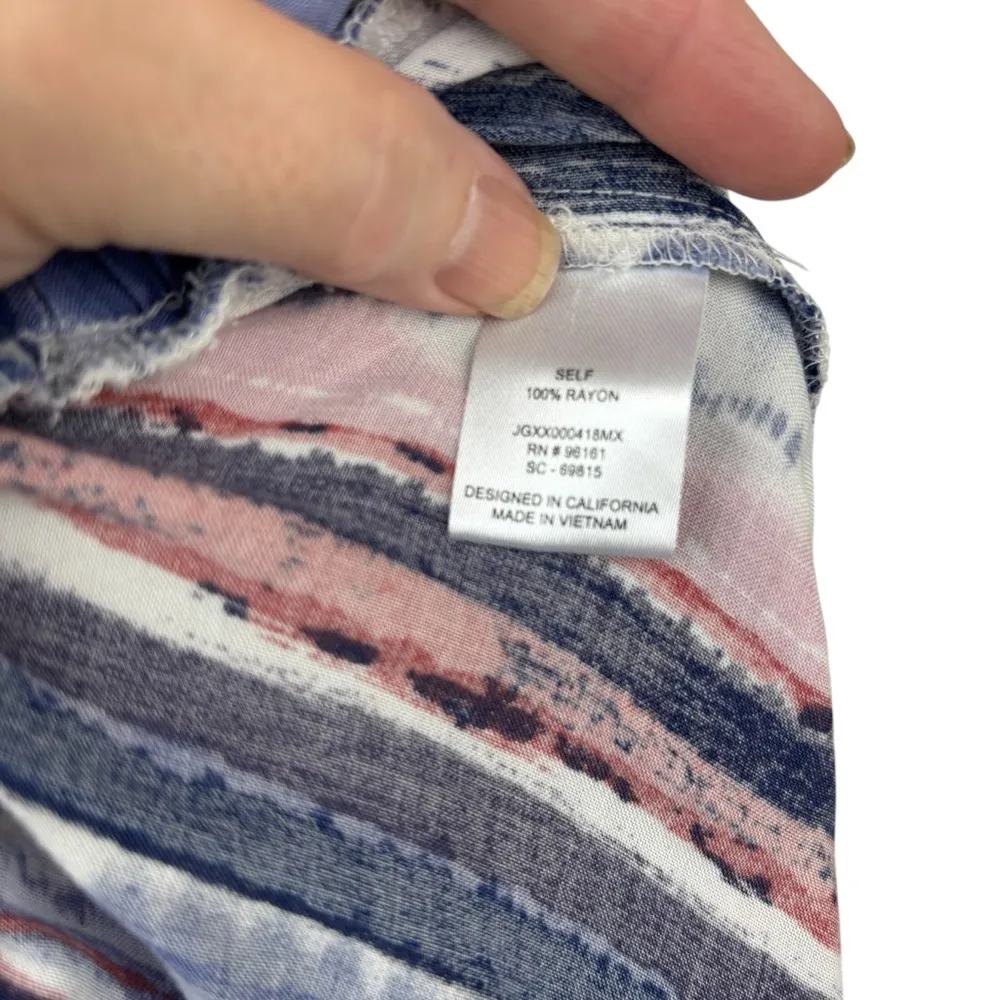 SELF
100% RAYON
JGXX000418MX
RN # 96161
SC - 69815
DESIGNED IN CALIFORNIA
MADE IN VIETNAM